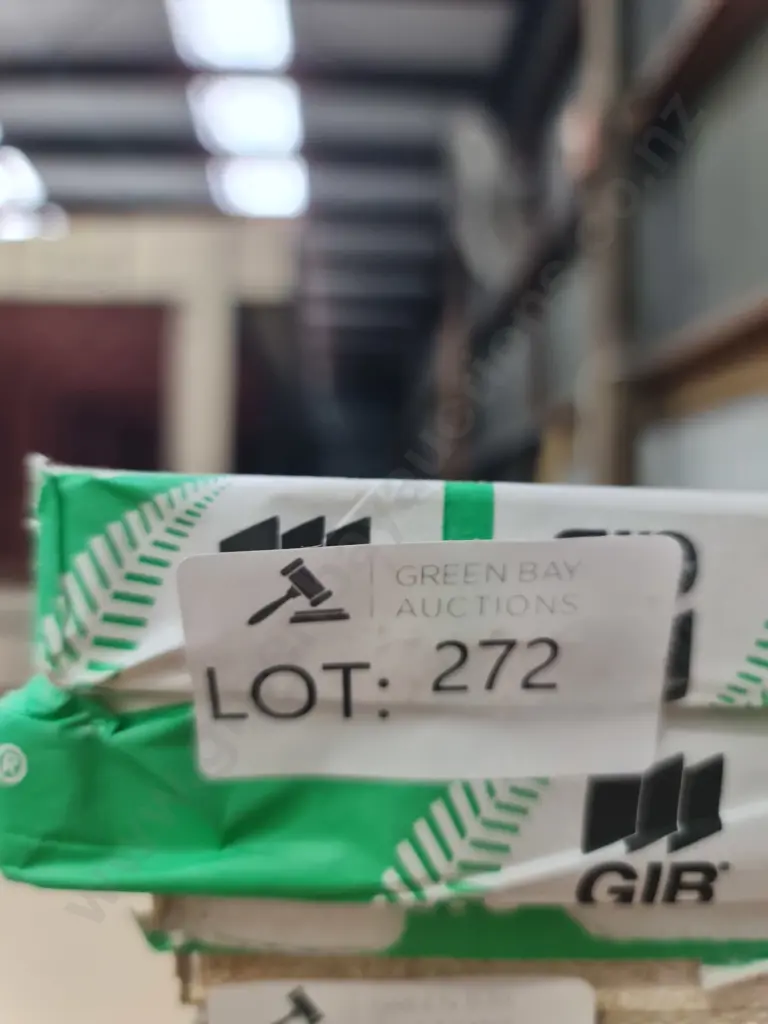 GREEN BAY
AUCTIONS
LOT: 272
®
GIB